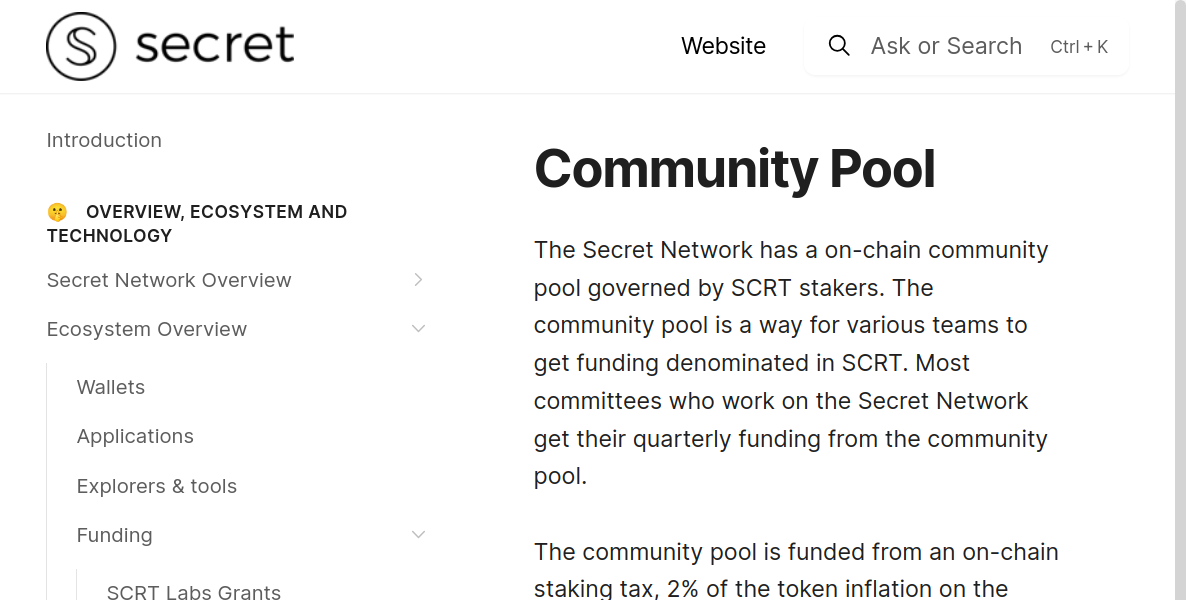 secret
Website
Ask or Search Ctrl + K
Introduction
🤫 OVERVIEW, ECOSYSTEM AND
TECHNOLOGY
Secret Network Overview
Ecosystem Overview
Wallets
Applications
Explorers & tools
Funding
SCRT Labs Grants
Community Pool
The Secret Network has a on-chain community
pool governed by SCRT stakers. The
community pool is a way for various teams to
get funding denominated in SCRT. Most
committees who work on the Secret Network
get their quarterly funding from the community
pool.
The community pool is funded from an on-chain
staking tax, 2% of the token inflation on the